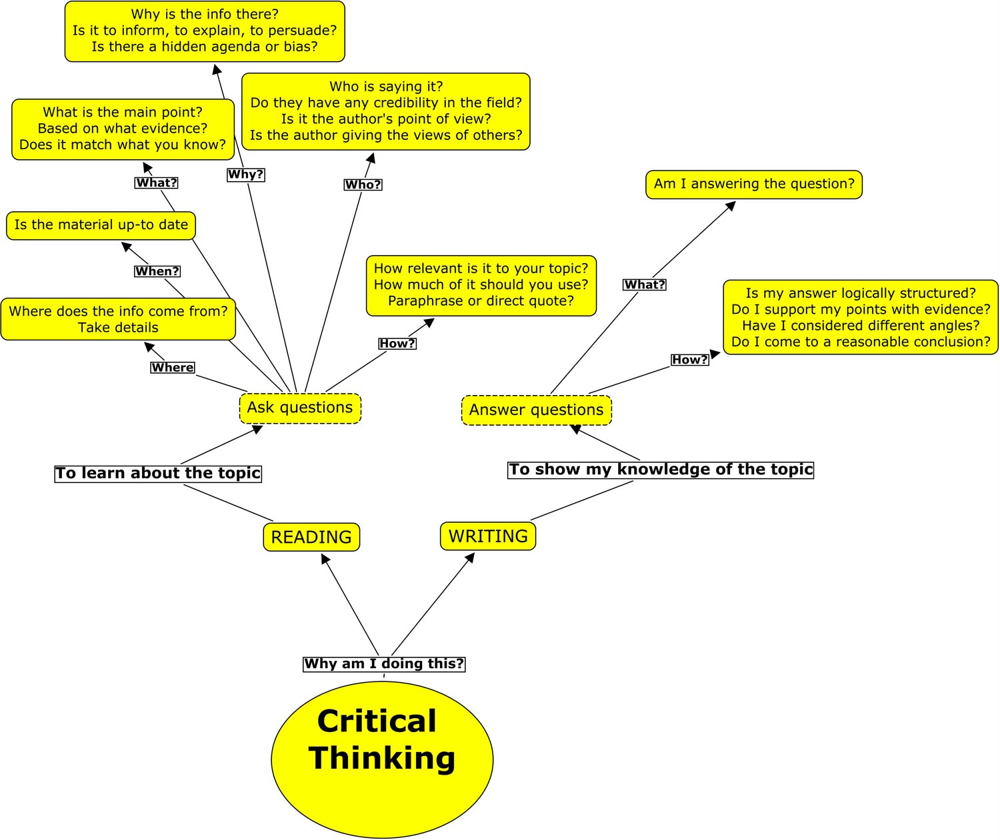 Why is the info there?
Is it to inform, to explain, to persuade?
Is there a hidden agenda or bias?
Who is saying it?
Do they have any credibility in the field?
Is it the author's point of view?
Is the author giving the views of others?
What is the main point?
Based on what evidence?
Does it match what you know?
Why?
What?
Who?
Am I answering the question?
Is the material up-to date
When?
How relevant is it to your topic?
How much of it should you use?
Paraphrase or direct quote?
What?
Is my answer logically structured?
Do I support my points with evidence?
Have I considered different angles?
Do I come to a reasonable conclusion?
Where does the info come from?
Take details
How?
How?
Where
Ask questions
Answer questions
To learn about the topic
To show my knowledge of the topic
READING
WRITING
Why am I doing this?
Critical
Thinking